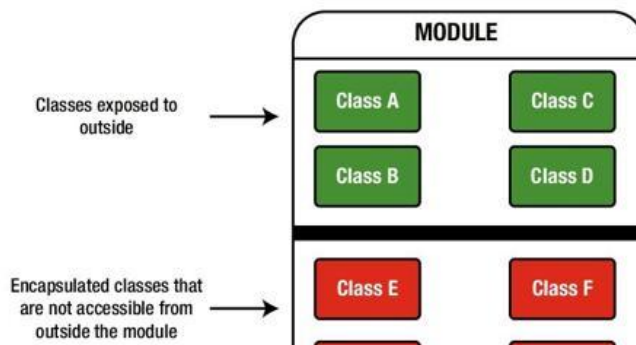 MODULE
Classes exposed to
outside
Class A
Class C
Class B
Class D
Encapsulated classes that
are not accessible from
outside the module
Class E
Class F